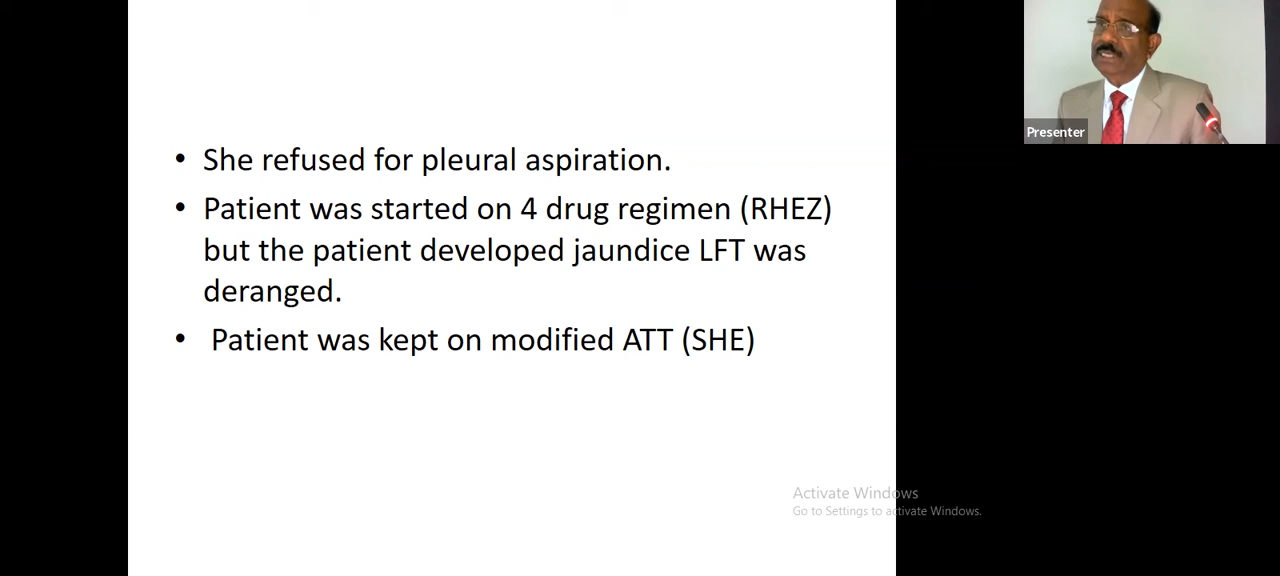 • She refused for pleural aspiration.
• Patient was started on 4 drug regimen (RHEZ)
but the patient developed jaundice LFT was
deranged.
• Patient was kept on modified ATT (SHE)
Presenter
Activate Windows
Go to Settings to activate Windows.